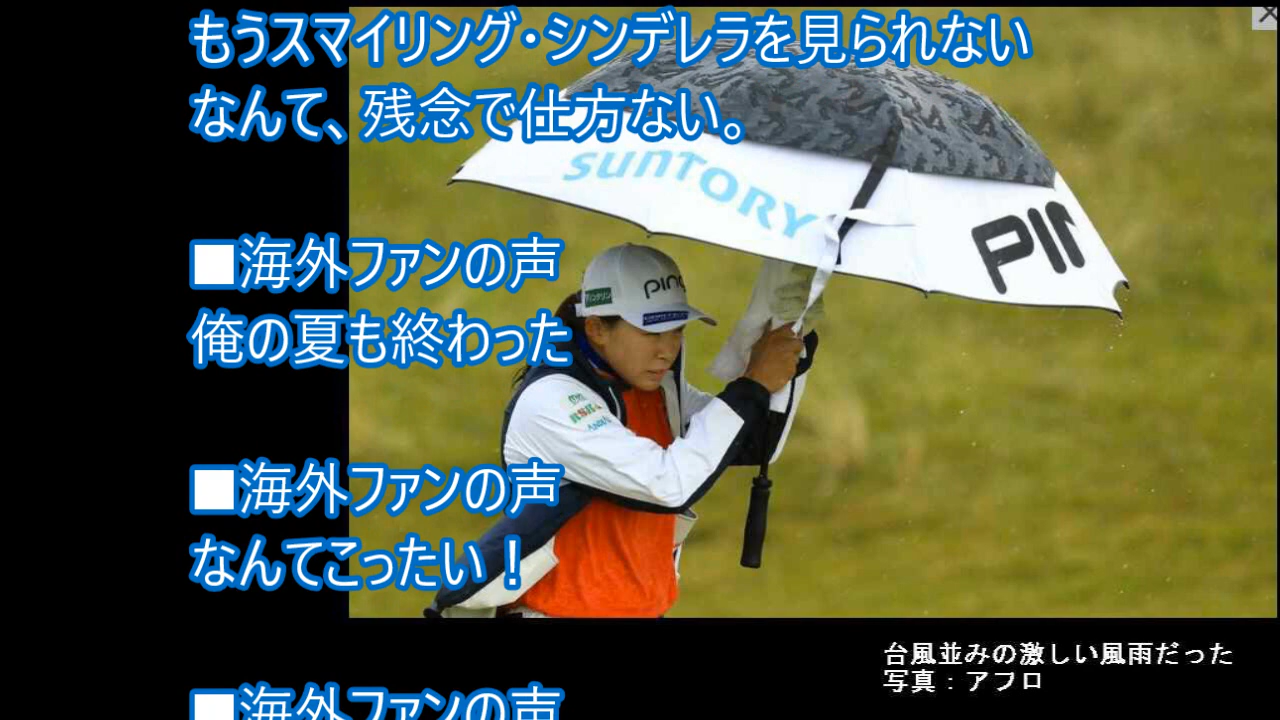 もうスマイリング・シンデレラを見られない
なんて、残念で仕方ない。
SUNTORY
PING
■海外ファンの声
俺の夏も終わった
■海外ファンの声
なんてこったい！
■海外ファンの声
台風並みの激しい風雨だった
写真：アフロ